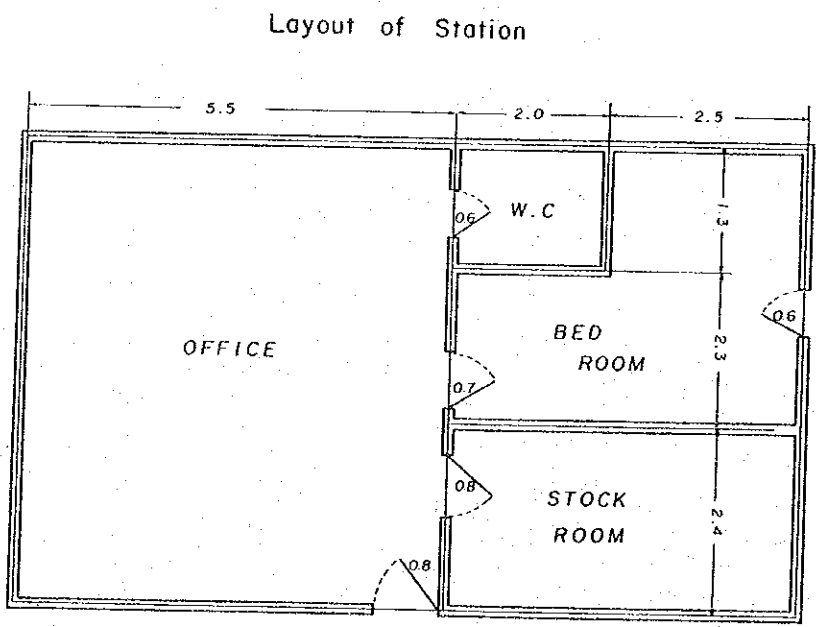 Layout of Station
5.5
2.0
2.5
W.C
0.6
1.3
OFFICE
BED
ROOM
0.6
2.3
0.7
0.8
STOCK
ROOM
2.4
0.8